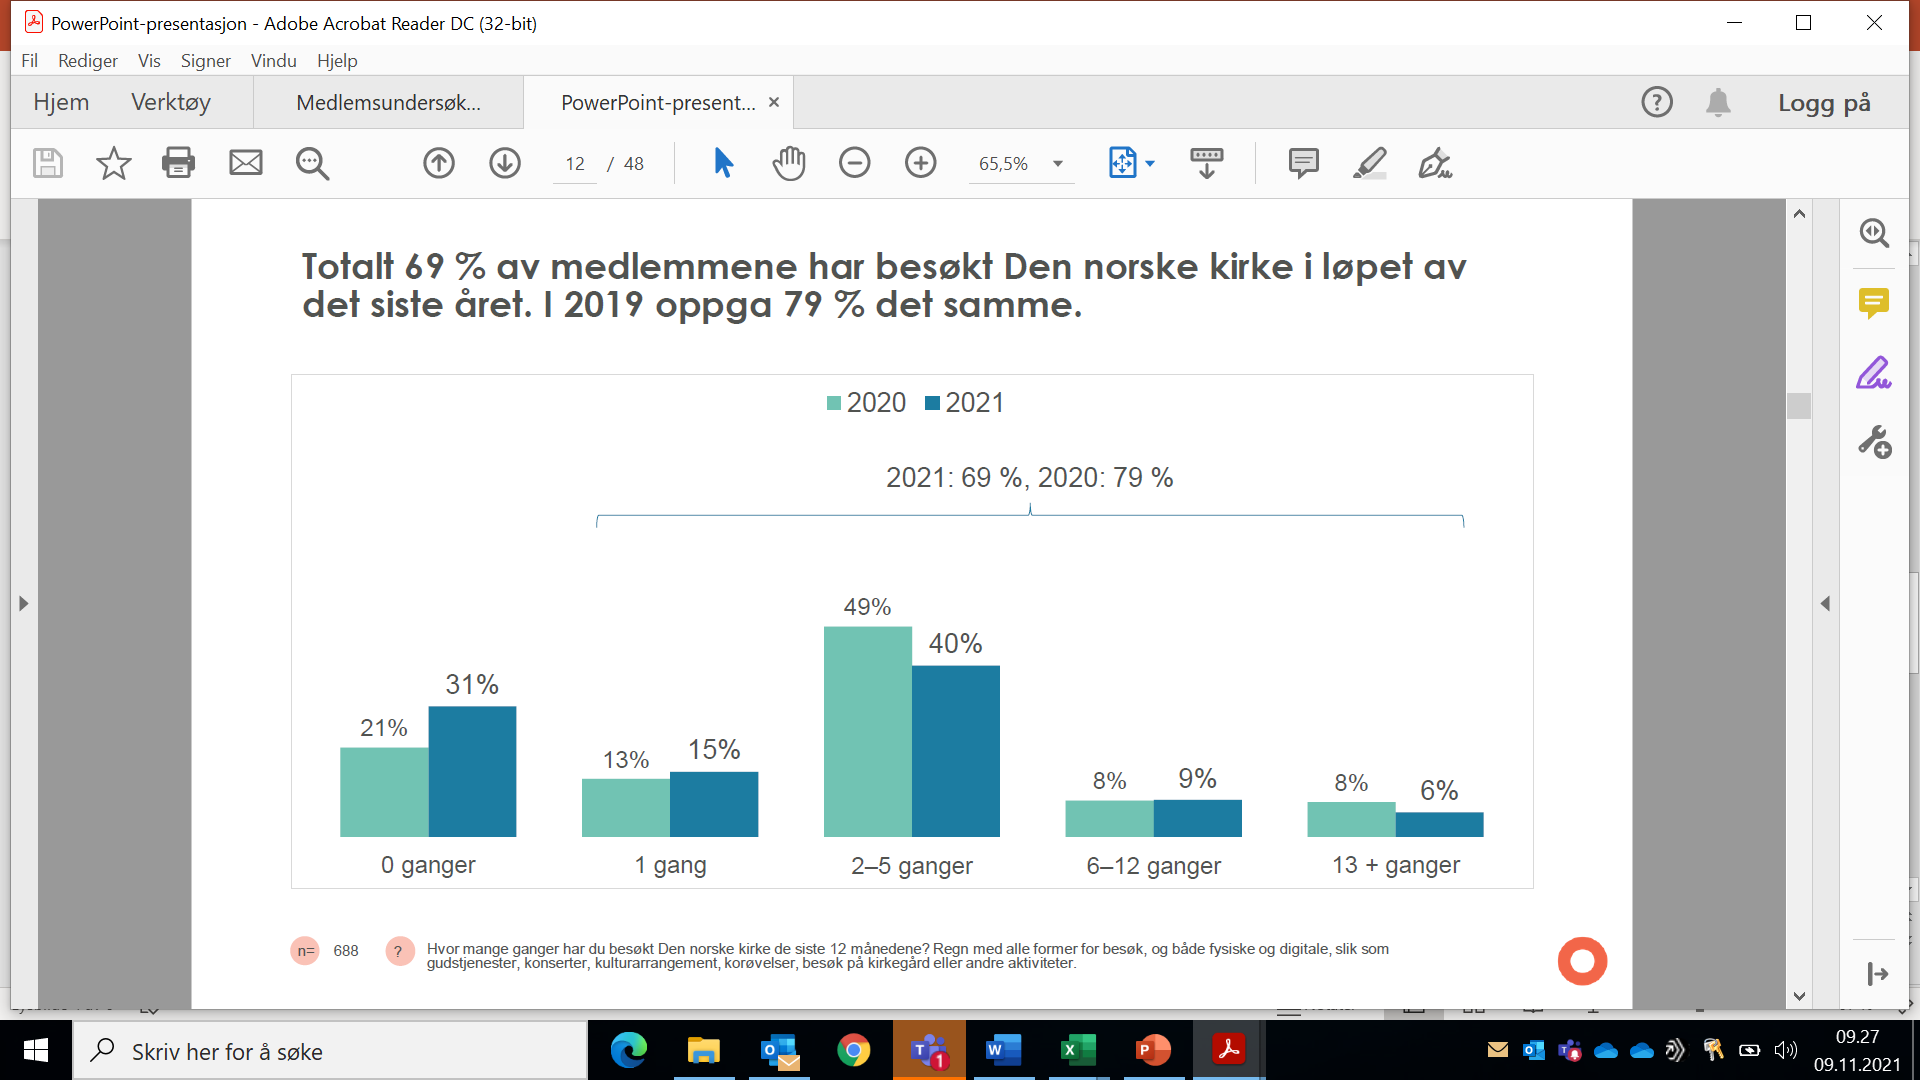 PowerPoint-presentasjon - Adobe Acrobat Reader DC (32-bit)
Fil Rediger Vis Signer Vindu Hjelp
Hjem Verktøy Medlemsundersøk... PowerPoint-present... Logg på
12 / 48 65,5%
Totalt 69 % av medlemmene har besøkt Den norske kirke i løpet av
det siste året. I 2019 oppga 79 % det samme.
2020 2021
2021: 69 %, 2020: 79 %
49%
40%
31%
21%
13% 15%
8% 9%
8% 6%
0 ganger 1 gang 2–5 ganger 6–12 ganger 13 + ganger
n= 688 ? Hvor mange ganger har du besøkt Den norske kirke de siste 12 månedene? Regn med alle former for besøk, og både fysiske og digitale, slik som
gudstjenester, konserter, kulturarrangement, korøvelser, besøk på kirkegård eller andre aktiviteter.
Skriv her for å søke
1
09.27
09.11.2021